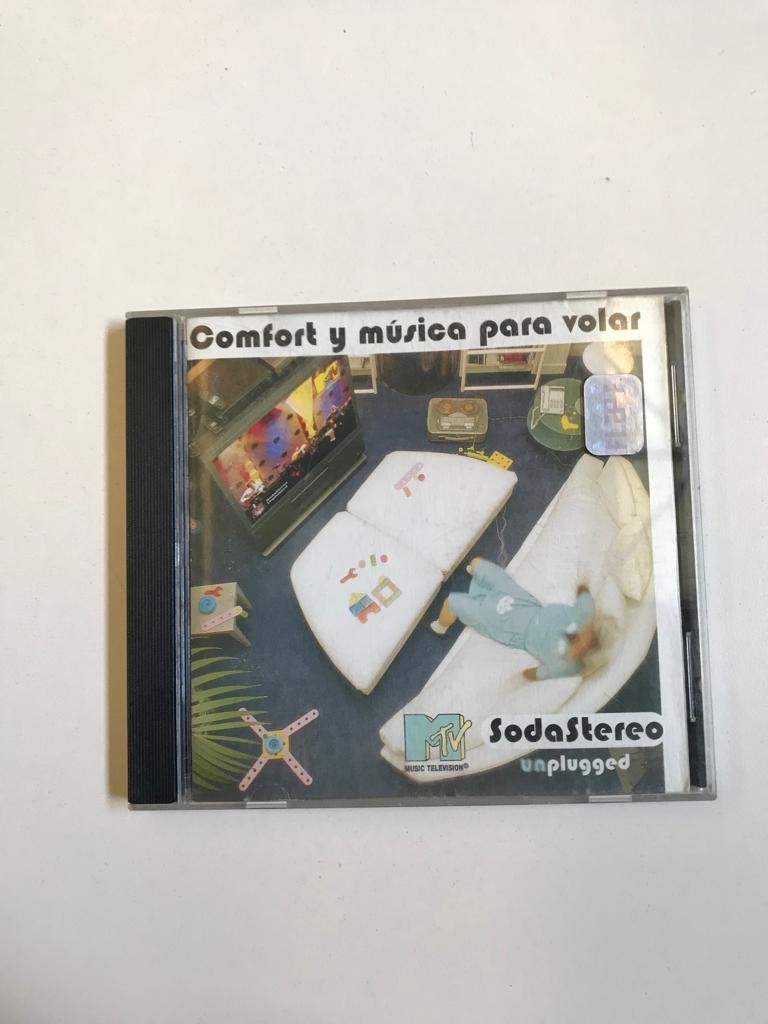 Comfort y música para volar
MTV
MUSIC TELEVISION®
SodaStereo
unplugged